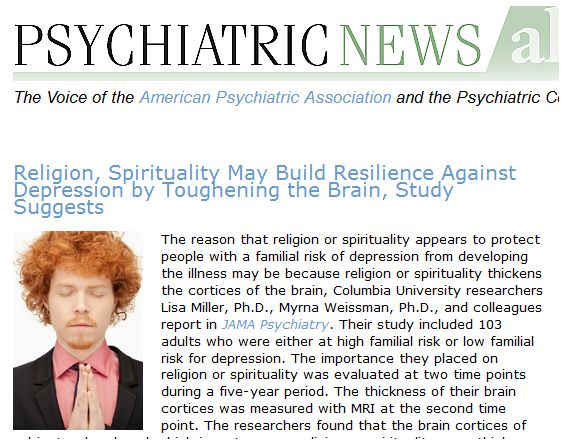 PSYCHIATRIC NEWS al
The Voice of the American Psychiatric Association and the Psychiatric C
Religion, Spirituality May Build Resilience Against
Depression by Toughening the Brain, Study
Suggests
The reason that religion or spirituality appears to protect
people with a familial risk of depression from developing
the illness may be because religion or spirituality thickens
the cortices of the brain, Columbia University researchers
Lisa Miller, Ph.D., Myrna Weissman, Ph.D., and colleagues
report in JAMA Psychiatry. Their study included 103
adults who were either at high familial risk or low familial
risk for depression. The importance they placed on
religion or spirituality was evaluated at two time points
during a five-year period. The thickness of their brain
cortices was measured with MRI at the second time
point. The researchers found that the brain cortices of